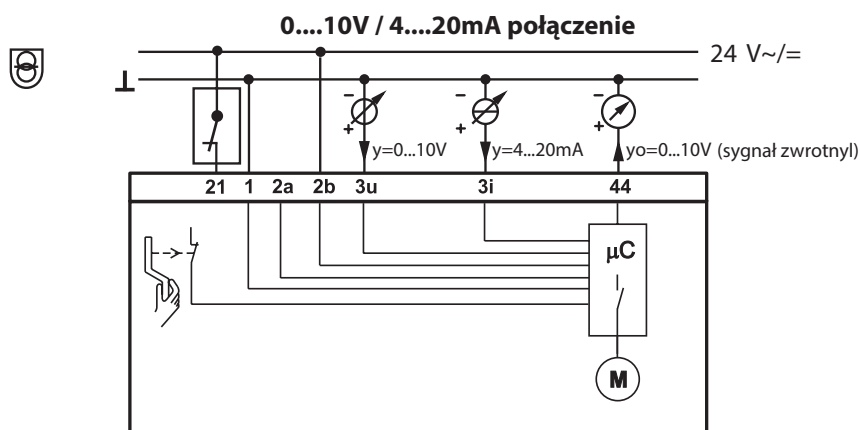 0....10V / 4....20mA połączenie
24 V~/=
⊥
− − −
+ + +
y=0...10V y=4...20mA yo=0...10V (sygnał zwrotnyl)
21 1 2a 2b 3u 3i 44
µC
M